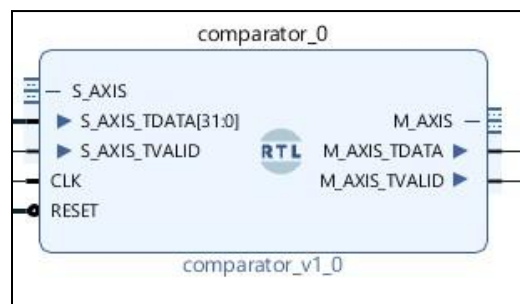 comparator_0
S_AXIS
S_AXIS_TDATA[31:0]
S_AXIS_TVALID
CLK
RESET
RTL
M_AXIS
M_AXIS_TDATA
M_AXIS_TVALID
comparator_v1_0